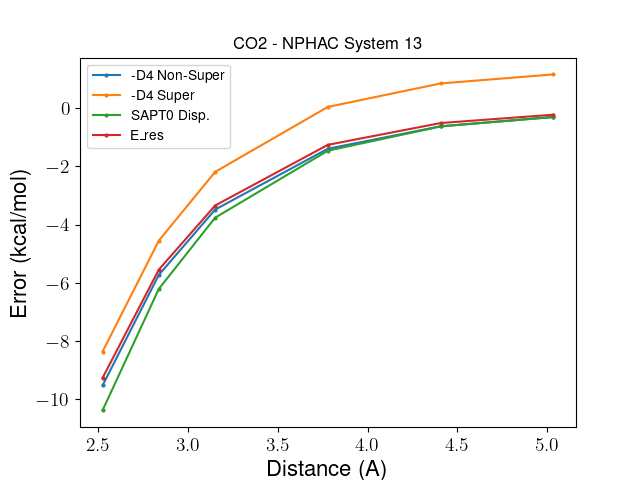 CO2 - NPHAC System 13
-D4 Non-Super
-D4 Super
SAPT0 Disp.
E_res
Error (kcal/mol)
0
−2
−4
−6
−8
−10
2.5 3.0 3.5 4.0 4.5 5.0
Distance (A)